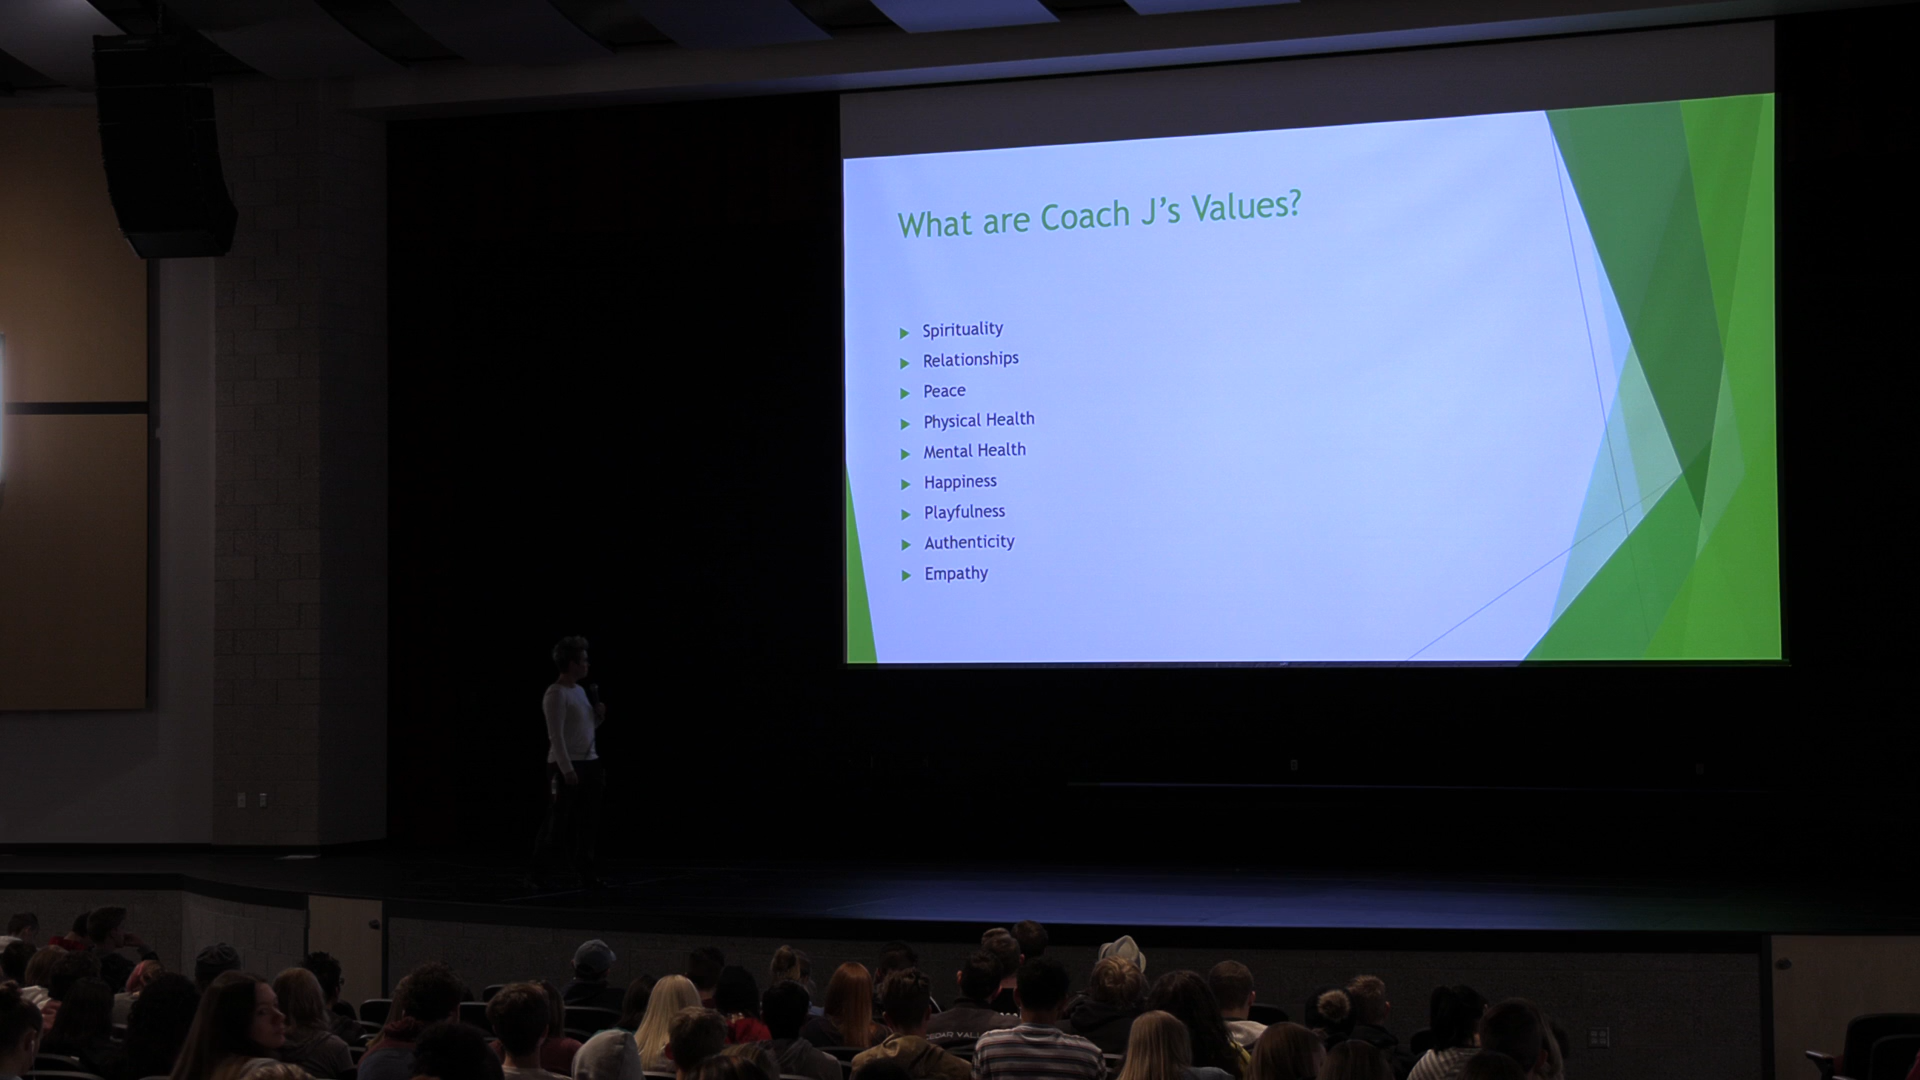 What are Coach J's Values?
Spirituality
Relationships
Peace
Physical Health
Mental Health
Happiness
Playfulness
Authenticity
Empathy